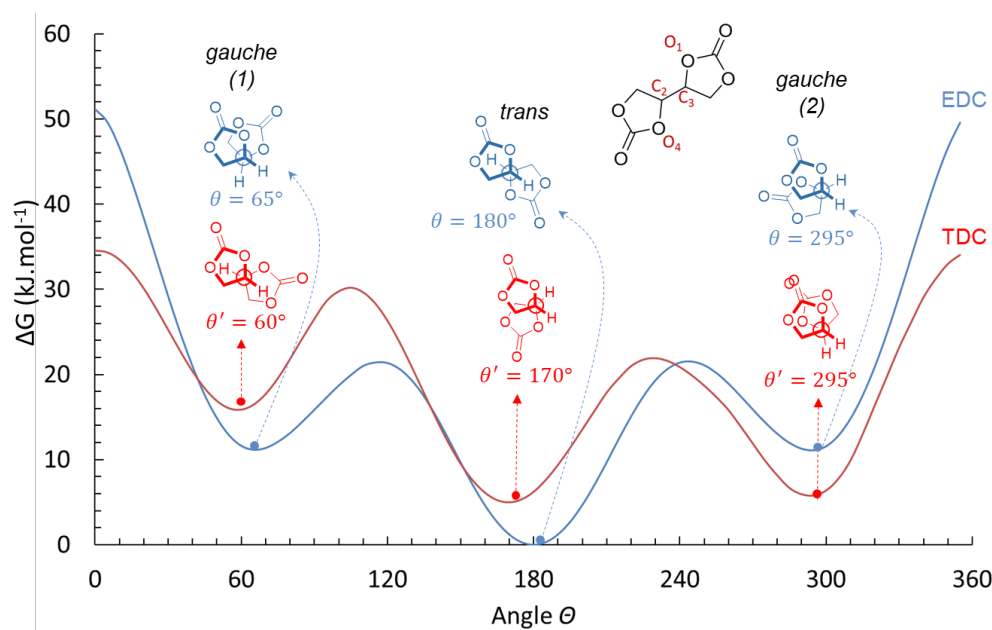 60
50
40
30
20
10
0
ΔG (kJ.mol-1)
gauche
(1)
O
O
O
O
O
O
H
H
θ = 65°
O
O
O
H
H
O
O
O
θ′ = 60°
trans
O
O
O
H
H
O
O
O
θ = 180°
O
O
O
H
H
O
O
O
θ′ = 170°
O1
O
O
C2
C3
O
O4
O
gauche
(2)
O
O
O
O
O
O
H
H
θ = 295°
O
O
O
O
O
O
H
H
θ′ = 295°
EDC
TDC
0
60
120
180
240
300
360
Angle Θ